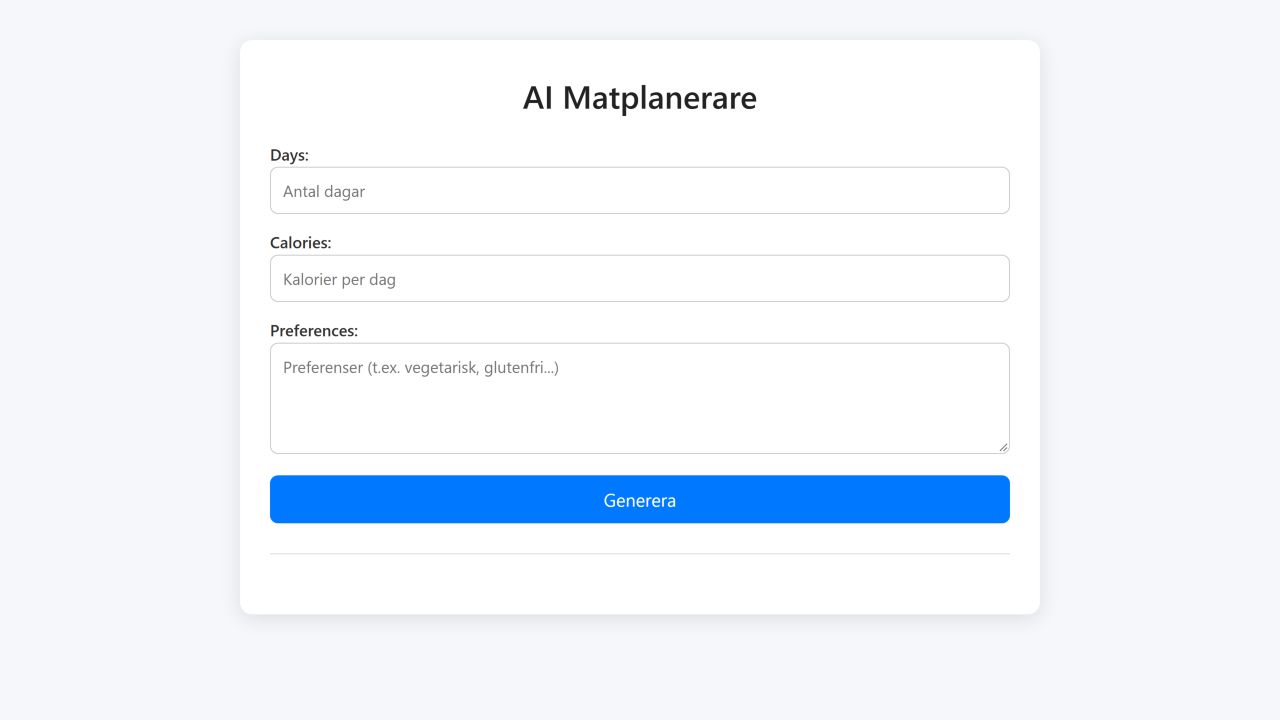 AI Matplanerare
Days:
Antal dagar
Calories:
Kalorier per dag
Preferences:
Preferenser (t.ex. vegetarisk, glutenfri...)
Generera